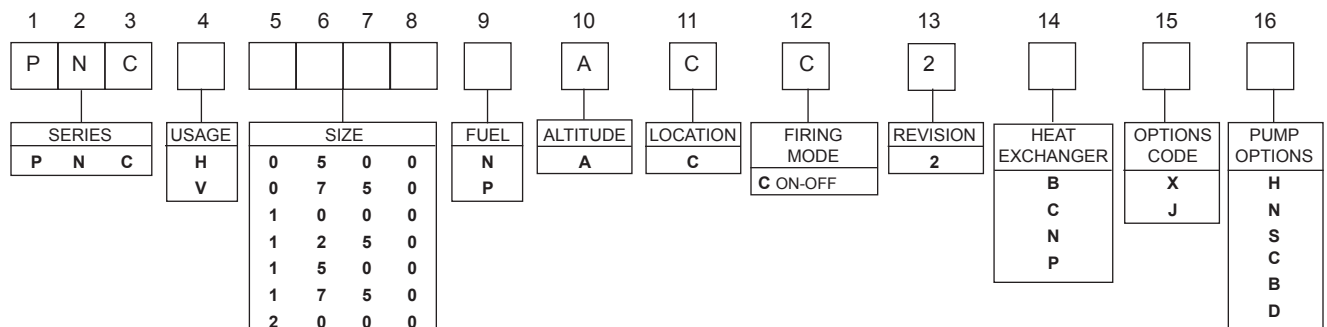 1 2 3 4 5 6 7 8 9 10 11 12 13 14 15 16
P N C A C C 2
SERIES USAGE SIZE FUEL ALTITUDE LOCATION FIRING MODE REVISION HEAT EXCHANGER OPTIONS CODE PUMP OPTIONS
P N C H 0 5 0 0 N A C C ON-OFF 2 B X H
V 0 7 5 0 P C J N
1 0 0 0 N S
1 2 5 0 P C
1 5 0 0 B
1 7 5 0 D
2 0 0 0